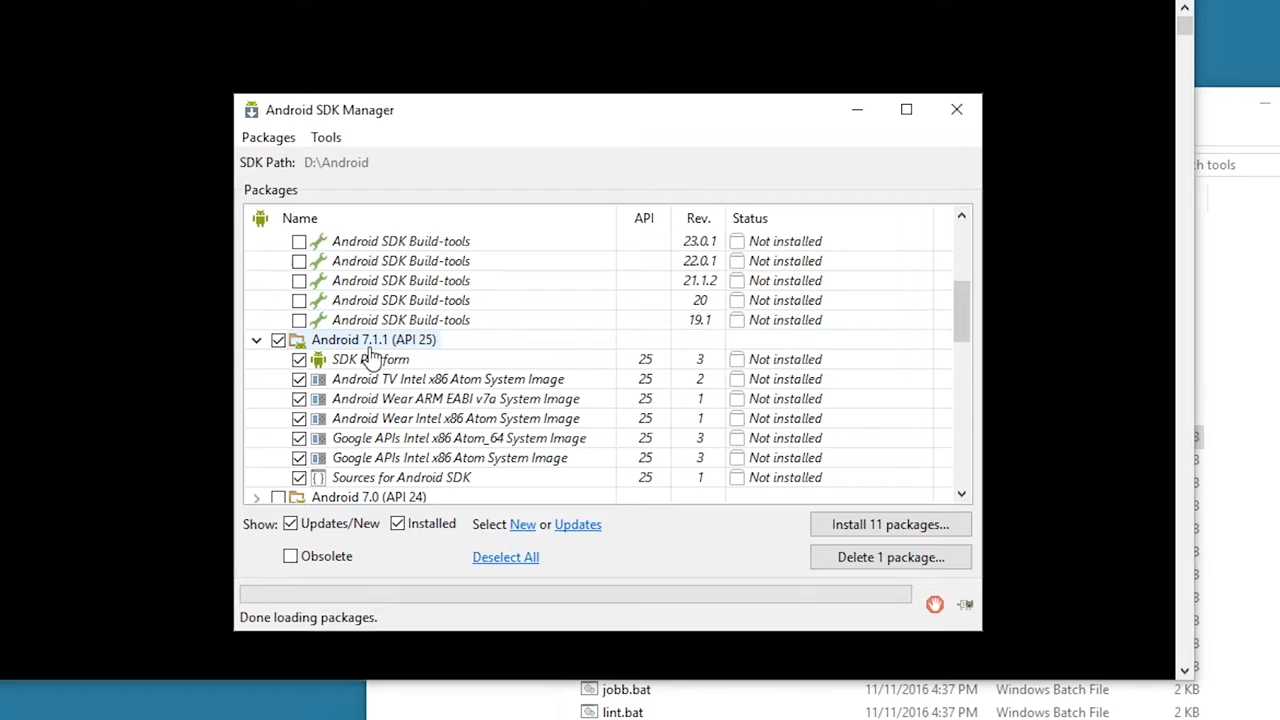 Android SDK Manager
Packages Tools
SDK Path: D:\Android
ch tools
Packages
Name API Rev. Status
Android SDK Build-tools 23.0.1 Not installed
Android SDK Build-tools 22.0.1 Not installed
Android SDK Build-tools 21.1.2 Not installed
Android SDK Build-tools 20 Not installed
Android SDK Build-tools 19.1 Not installed
Android 7.1.1 (API 25)
SDK Platform 25 3 Not installed
Android TV Intel x86 Atom System Image 25 2 Not installed
Android Wear ARM EABI v7a System Image 25 1 Not installed
Android Wear Intel x86 Atom System Image 25 1 Not installed
Google APIs Intel x86 Atom_64 System Image 25 3 Not installed
Google APIs Intel x86 Atom System Image 25 3 Not installed
Sources for Android SDK 25 1 Not installed
Android 7.0 (API 24)
Show: Updates/New Installed Select New or Updates Install 11 packages...
Obsolete Deselect All Delete 1 package...
Done loading packages.
jobb.bat 11/11/2016 4:37 PM Windows Batch File 2 KB
lint.bat 11/11/2016 4:37 PM Windows Batch File 2 KB